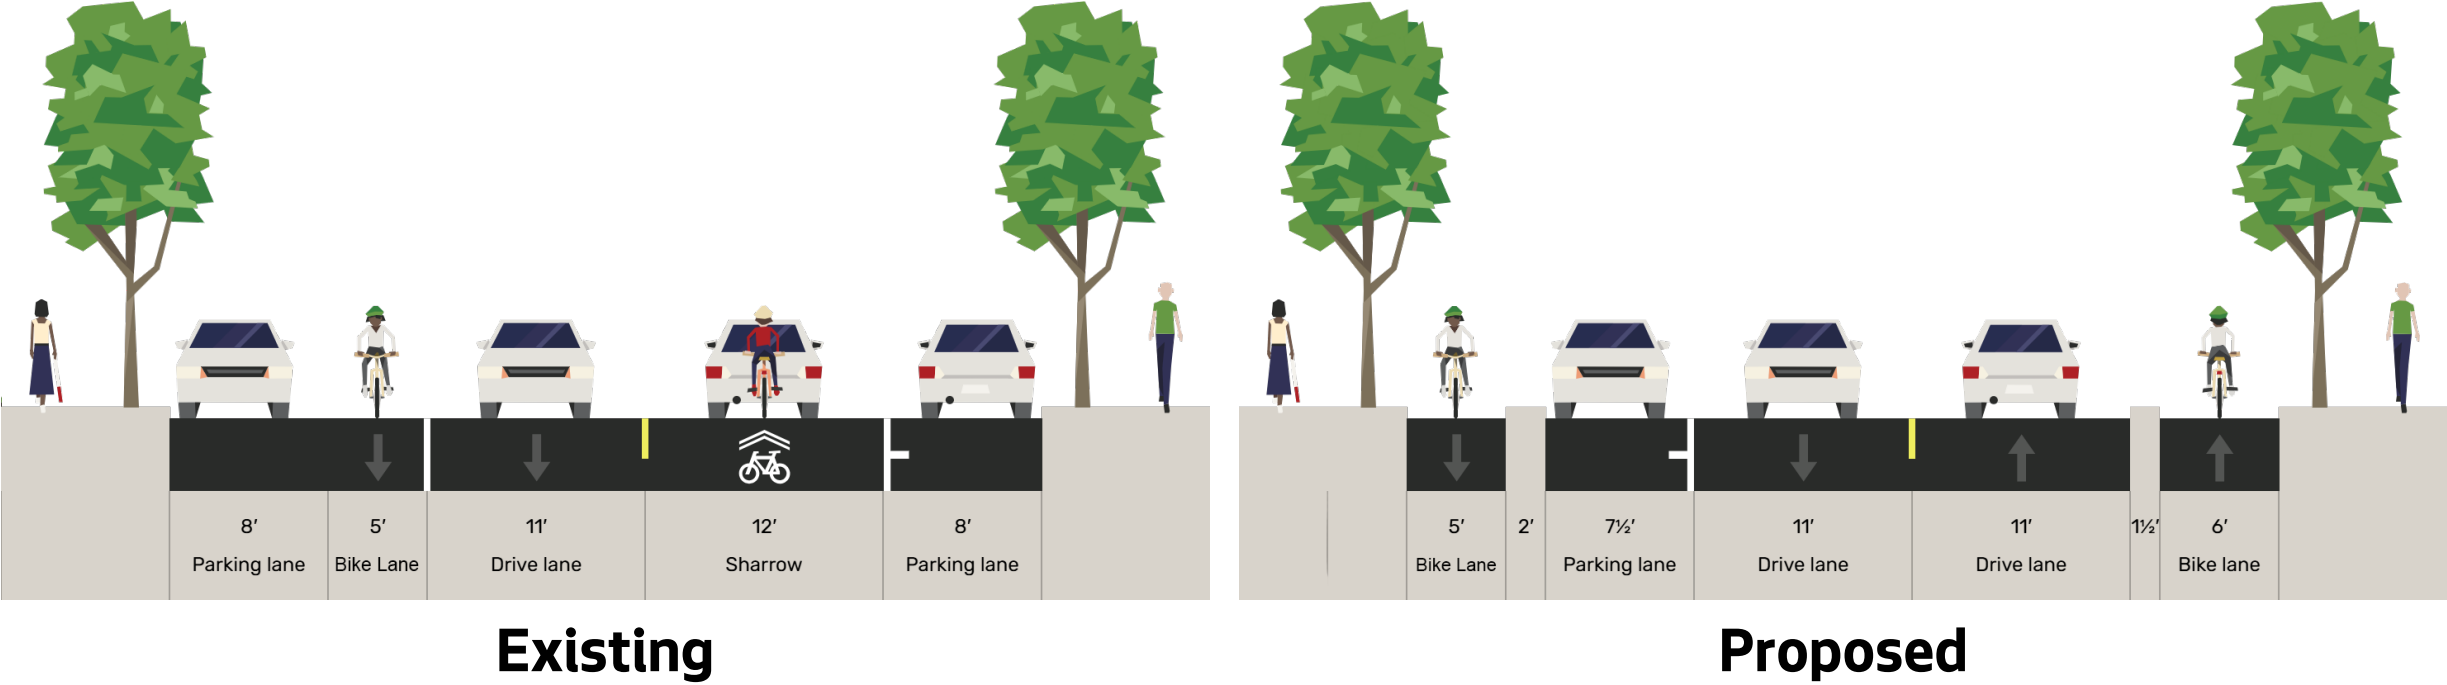 8’
Parking lane
5’
Bike Lane
11’
Drive lane
12’
Sharrow
8’
Parking lane
Existing
5’
Bike Lane
2’
7½’
Parking lane
11’
Drive lane
11’
Drive lane
1½’
6’
Bike lane
Proposed